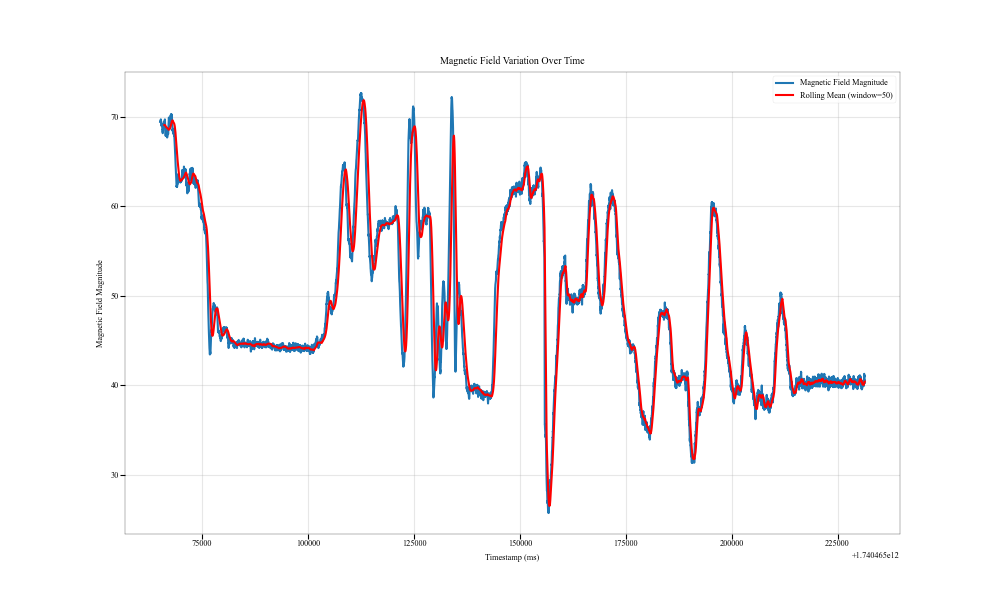 Magnetic Field Variation Over Time
Magnetic Field Magnitude
Rolling Mean (window=50)
Magnetic Field Magnitude
70
60
50
40
30
75000 100000 125000 150000 175000 200000 225000
Timestamp (ms)
+1.740465e12